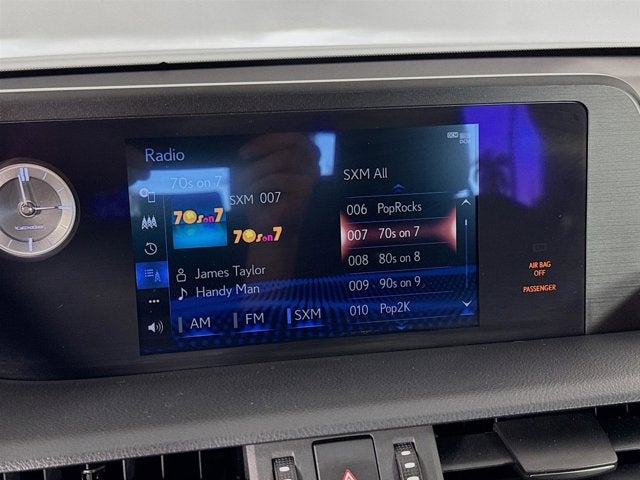 Radio
70s on 7
SXM 007
70s on 7
70s on 7
James Taylor
Handy Man
AM
FM
SXM
SXM All
006 PopRocks
007 70s on 7
008 80s on 8
009 90s on 9
010 Pop2K
AIR BAG
OFF
PASSENGER